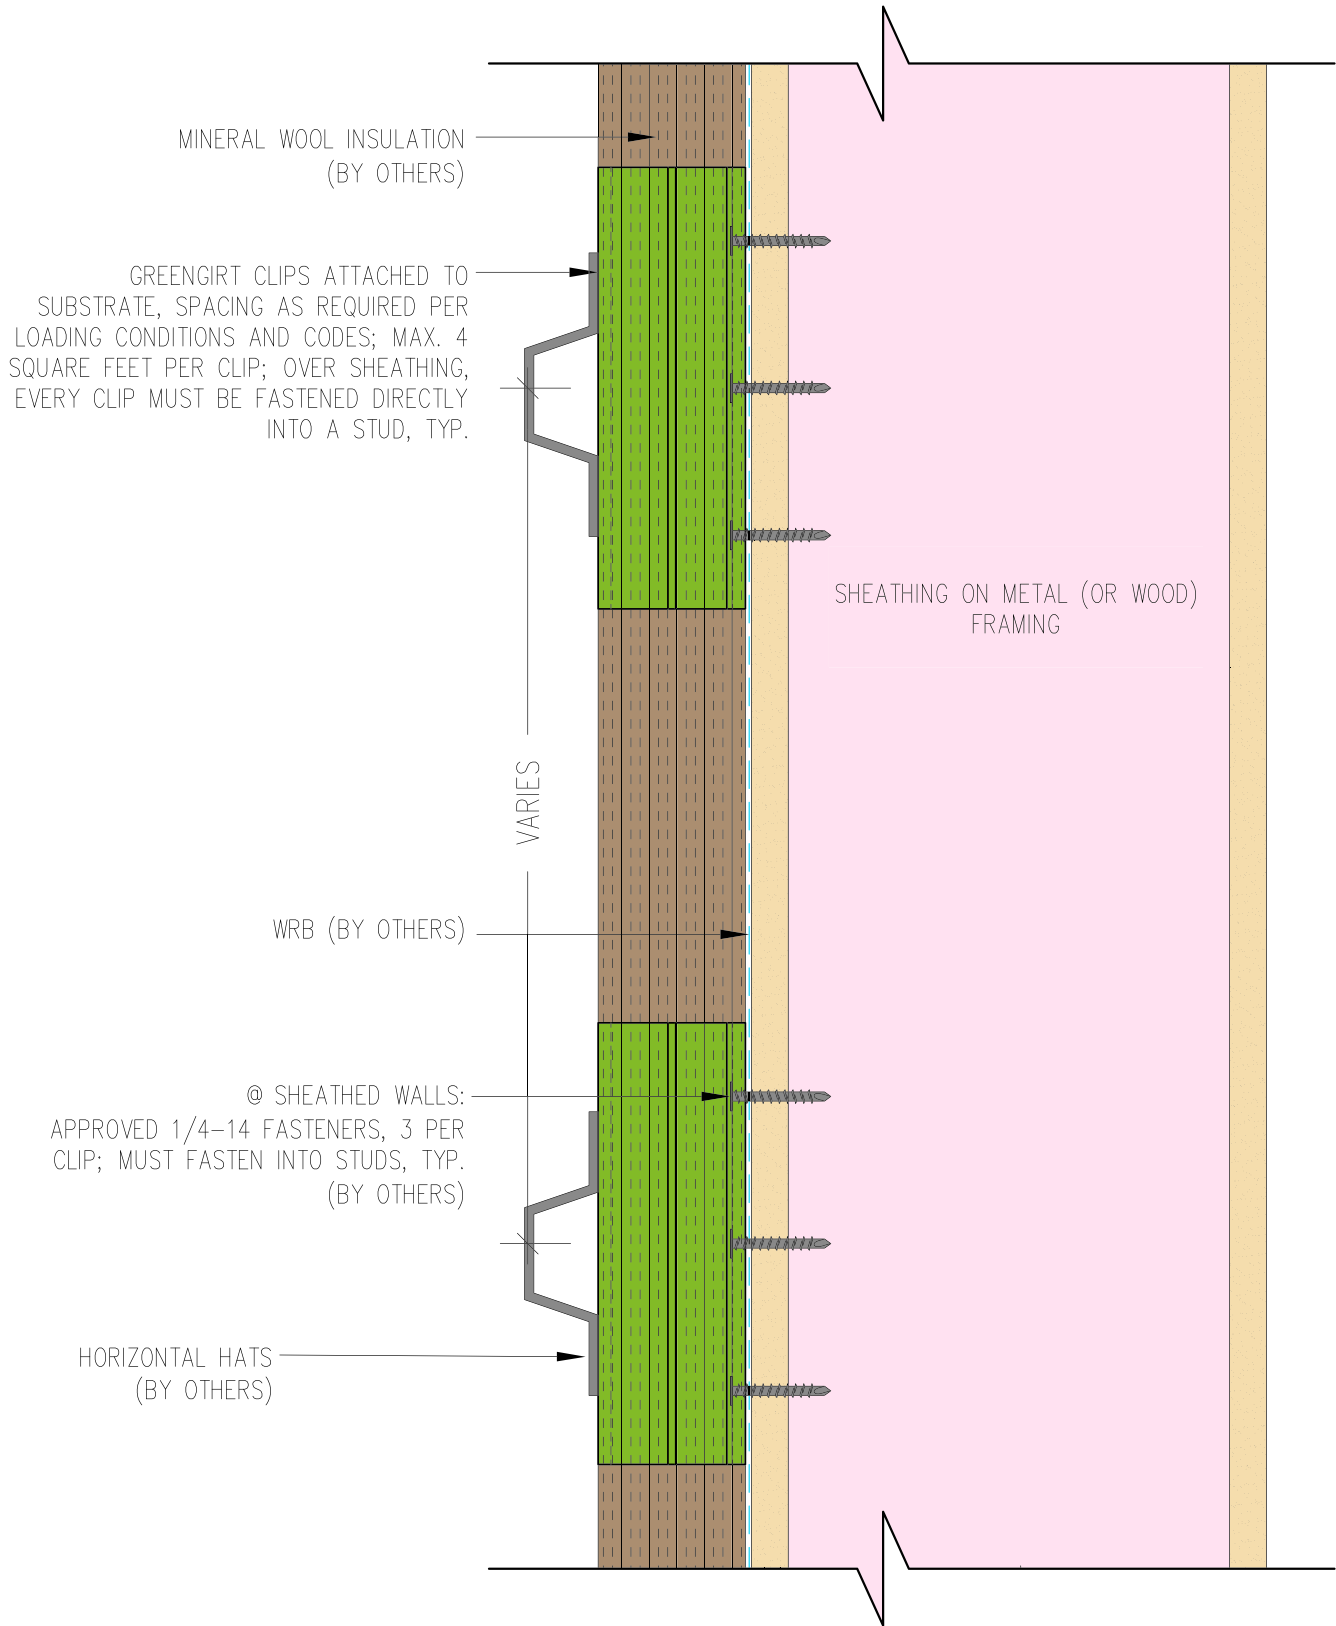 MINERAL WOOL INSULATION
(BY OTHERS)
GREENGIRT CLIPS ATTACHED TO
SUBSTRATE, SPACING AS REQUIRED PER
LOADING CONDITIONS AND CODES; MAX. 4
SQUARE FEET PER CLIP; OVER SHEATHING,
EVERY CLIP MUST BE FASTENED DIRECTLY
INTO A STUD, TYP.
SHEATHING ON METAL (OR WOOD)
FRAMING
VARIES
WRB (BY OTHERS)
@ SHEATHED WALLS:
APPROVED 1/4-14 FASTENERS, 3 PER
CLIP; MUST FASTEN INTO STUDS, TYP.
(BY OTHERS)
HORIZONTAL HATS
(BY OTHERS)